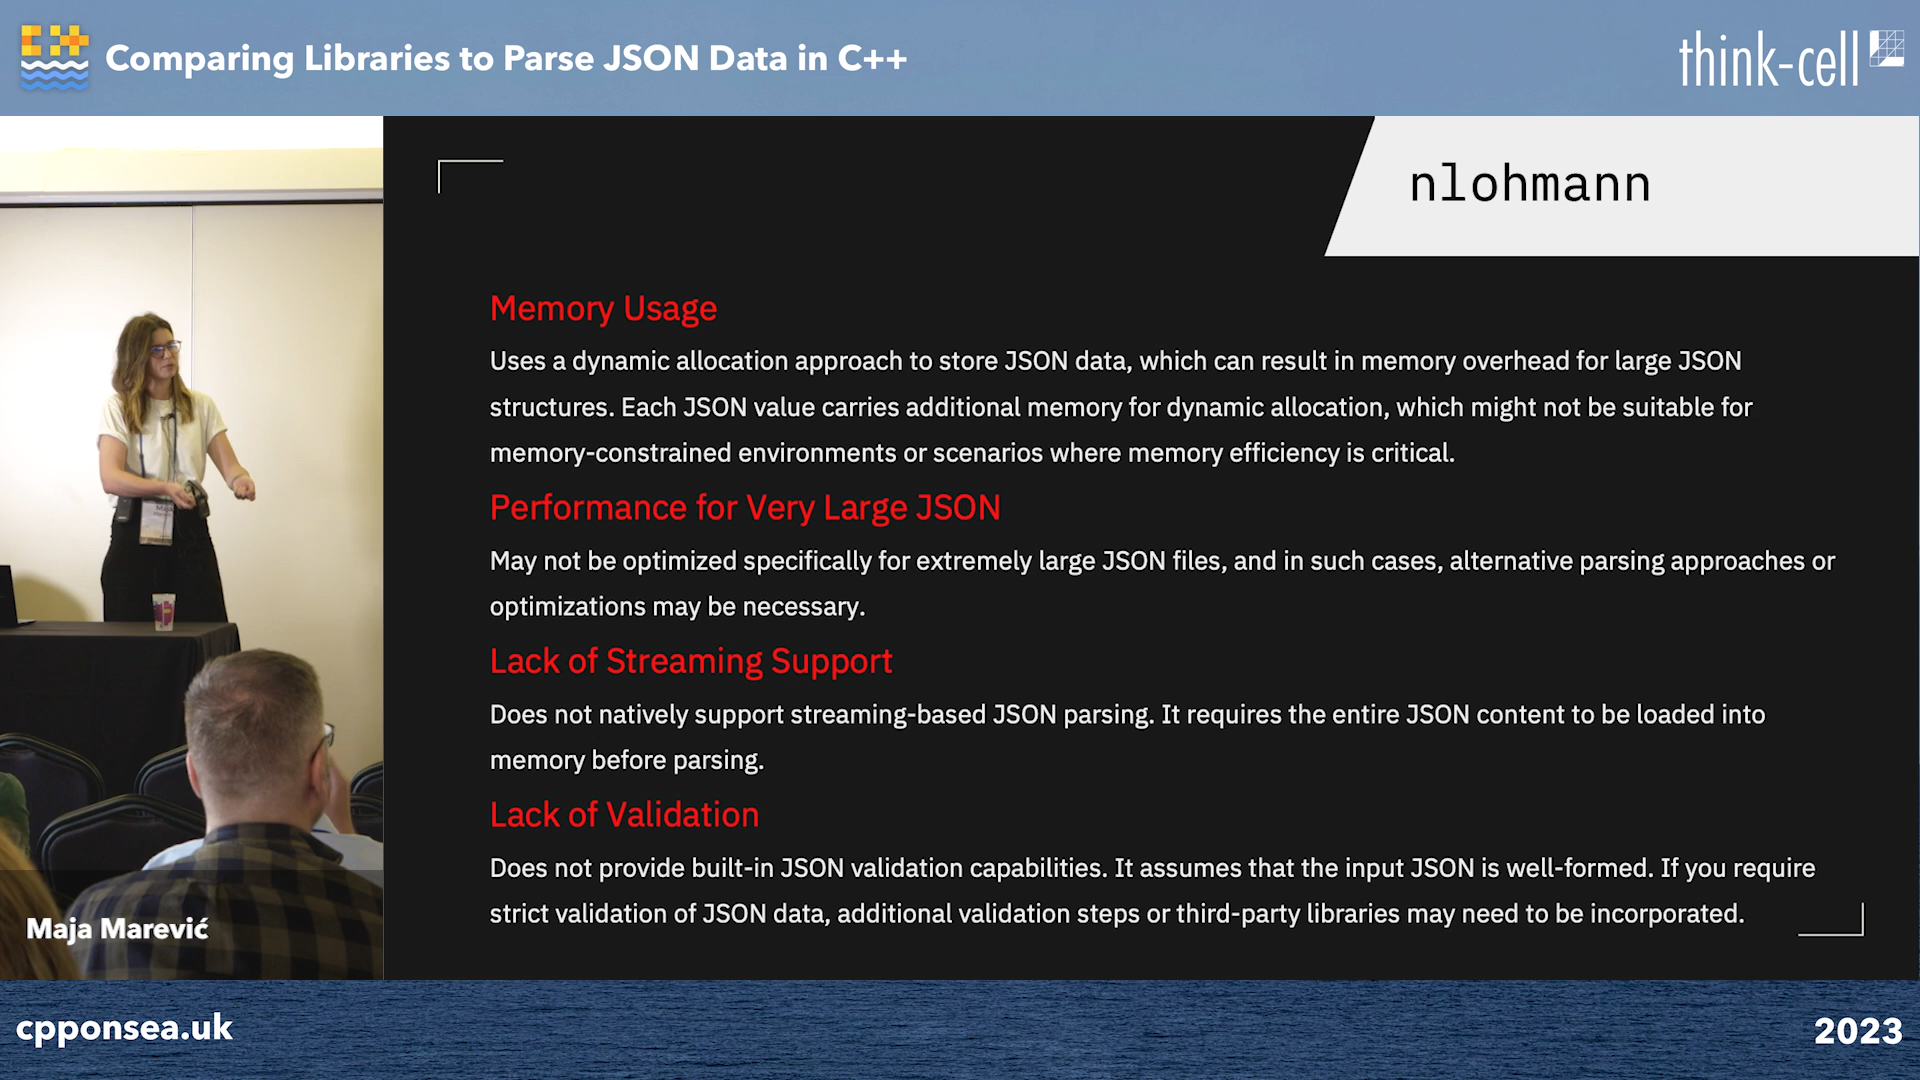 Comparing Libraries to Parse JSON Data in C++
think-cell
nlohmann
Memory Usage
Uses a dynamic allocation approach to store JSON data, which can result in memory overhead for large JSON
structures. Each JSON value carries additional memory for dynamic allocation, which might not be suitable for
memory-constrained environments or scenarios where memory efficiency is critical.
Performance for Very Large JSON
May not be optimized specifically for extremely large JSON files, and in such cases, alternative parsing approaches or
optimizations may be necessary.
Lack of Streaming Support
Does not natively support streaming-based JSON parsing. It requires the entire JSON content to be loaded into
memory before parsing.
Lack of Validation
Does not provide built-in JSON validation capabilities. It assumes that the input JSON is well-formed. If you require
strict validation of JSON data, additional validation steps or third-party libraries may need to be incorporated.
Maja Marević
cpponsea.uk
2023